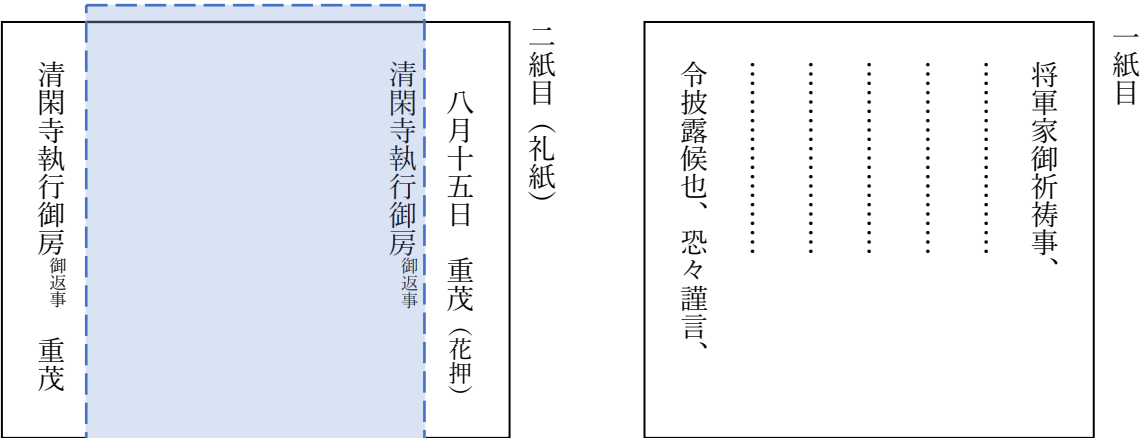 一紙目
将軍家御祈祷事、
………………………
………………………
………………………
………………………
………………………
令披露候也、恐々謹言、
二紙目（礼紙）
八月十五日　重茂（花押）
清閑寺執行御房御返事
清閑寺執行御房御返事　重茂